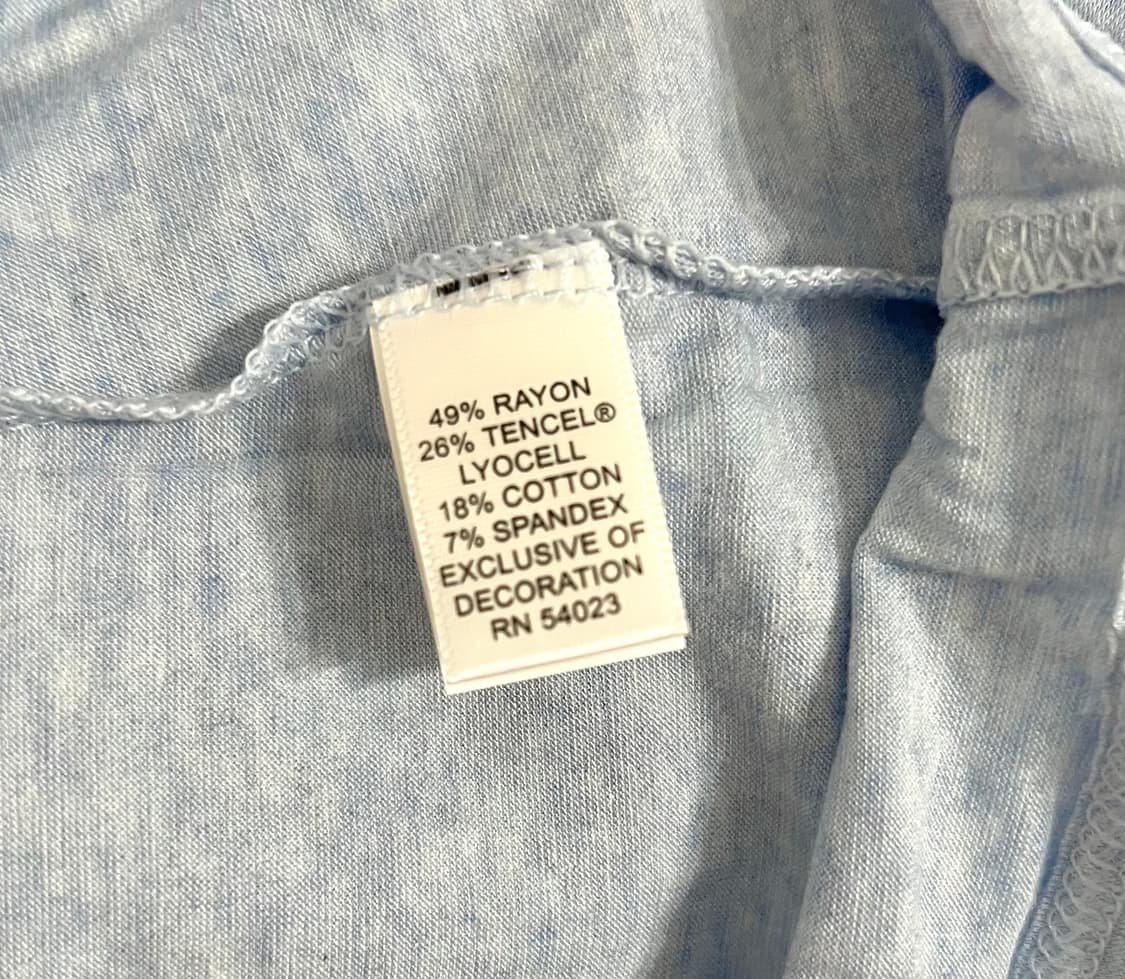 49% RAYON
26% TENCEL®
LYOCELL
18% COTTON
7% SPANDEX
EXCLUSIVE OF
DECORATION
RN 54023